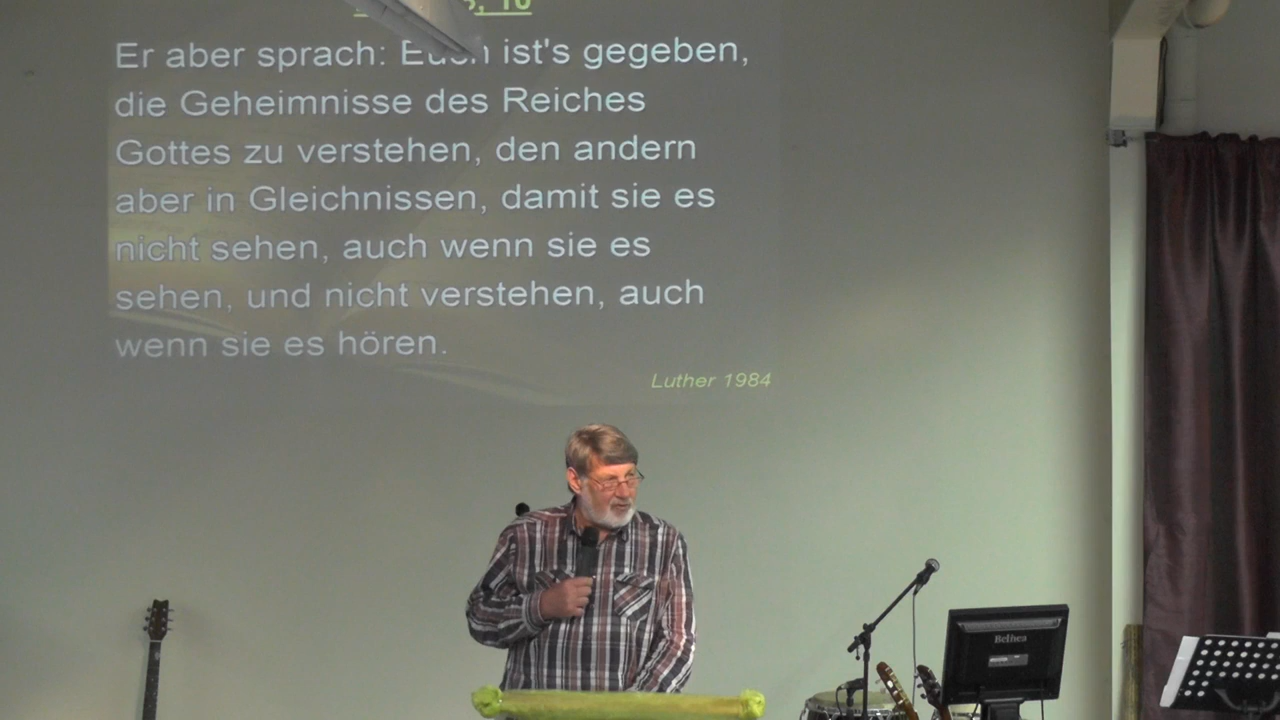 10
Er aber sprach: Euch ist's gegeben,
die Geheimnisse des Reiches
Gottes zu verstehen, den andern
aber in Gleichnissen, damit sie es
nicht sehen, auch wenn sie es
sehen, und nicht verstehen, auch
wenn sie es hören.
Luther 1984
Belinea